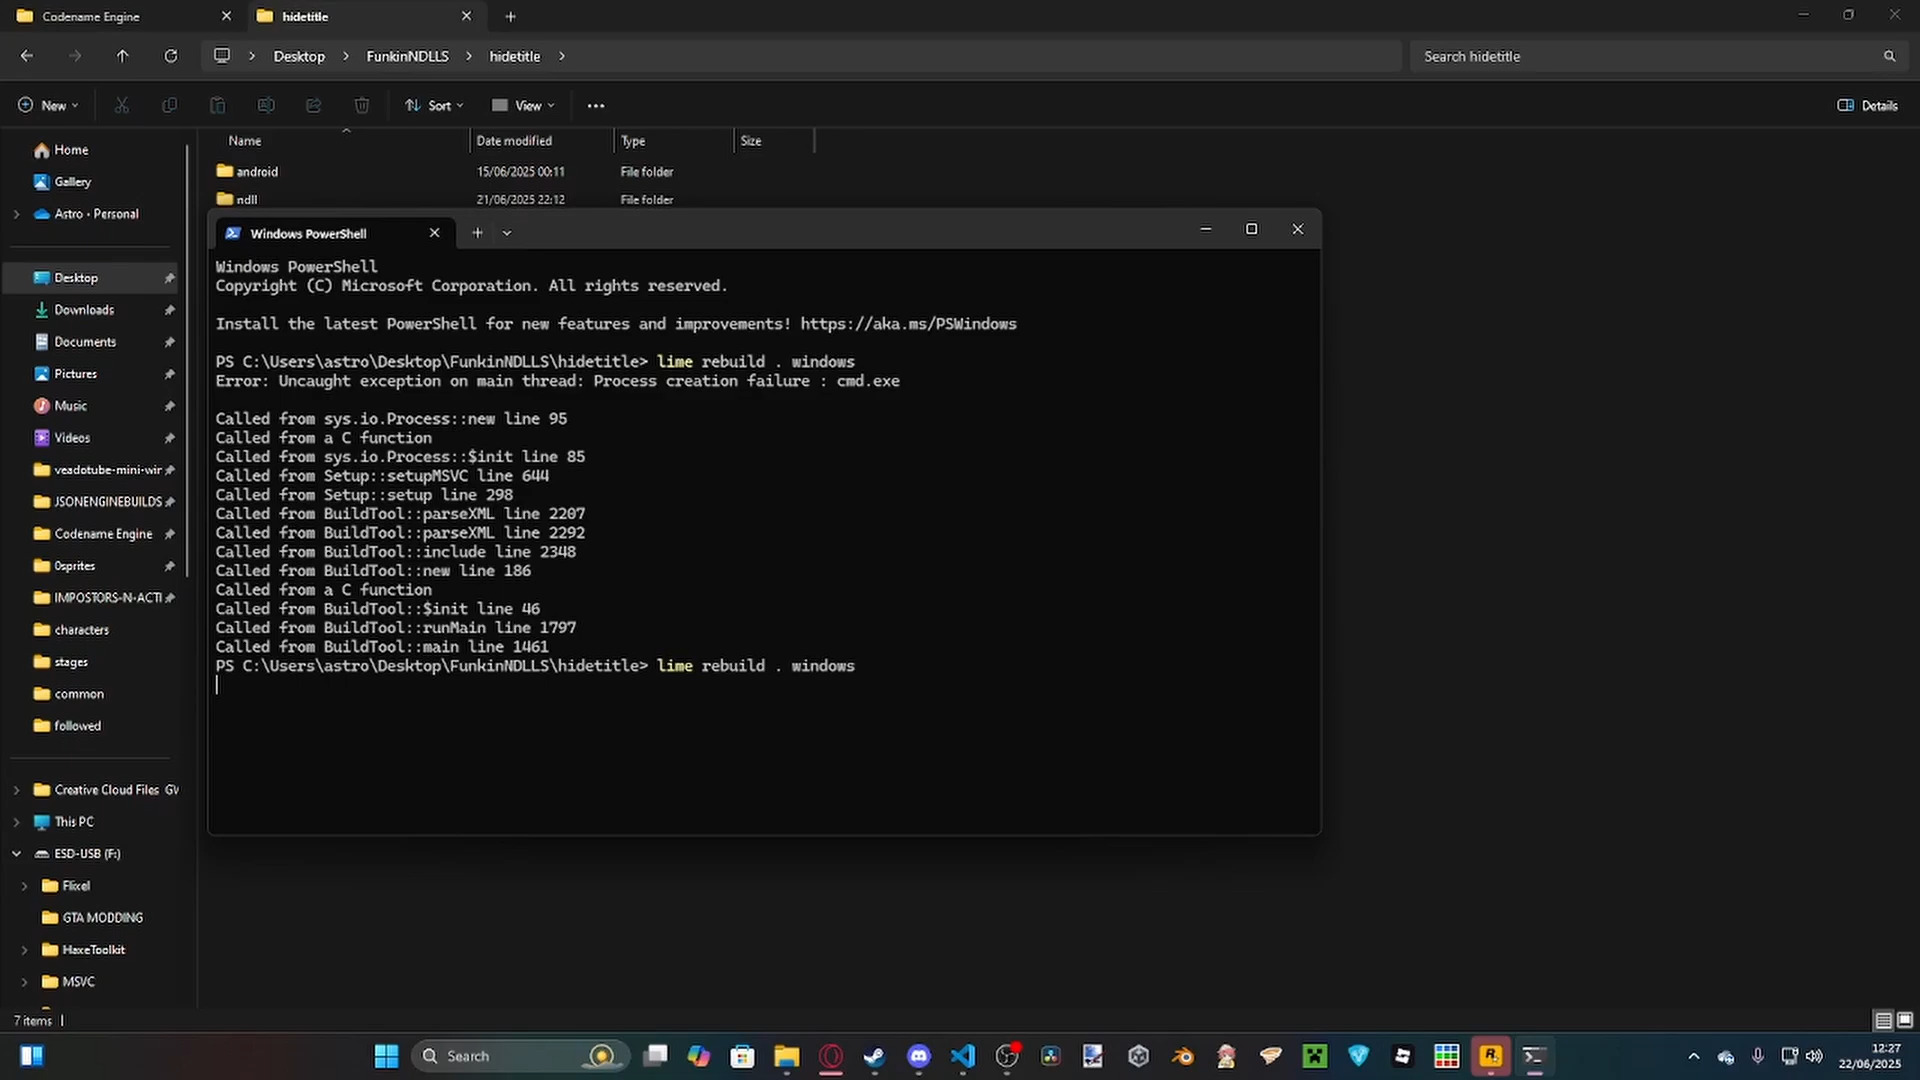 Codename Engine
hidetitle
Desktop > FunkinNDLLS > hidetitle >
Search hidetitle
New
Sort
View
Details
Name
Date modified
Type
Size
android
15/06/2025 00:11
File folder
ndll
21/06/2025 22:12
File folder
Home
Gallery
Astro - Personal
Desktop
Downloads
Documents
Pictures
Music
Videos
veadotube-mini-wir
JSONENGINEBUILDS
Codename Engine
0sprites
IMPOSTORS-N-ACTI
characters
stages
common
followed
Creative Cloud Files GW
This PC
ESD-USB (F:)
Flixel
GTA MODDING
HaxeToolkit
MSVC
7 items
Windows PowerShell
Windows PowerShell
Copyright (C) Microsoft Corporation. All rights reserved.
Install the latest PowerShell for new features and improvements! https://aka.ms/PSWindows
PS C:\Users\astro\Desktop\FunkinNDLLS\hidetitle> lime rebuild . windows
Error: Uncaught exception on main thread: Process creation failure : cmd.exe
Called from sys.io.Process::new line 95
Called from a C function
Called from sys.io.Process::$init line 85
Called from Setup::setupMSVC line 644
Called from Setup::setup line 298
Called from BuildTool::parseXML line 2207
Called from BuildTool::parseXML line 2292
Called from BuildTool::include line 2348
Called from BuildTool::new line 186
Called from a C function
Called from BuildTool::$init line 46
Called from BuildTool::runMain line 1797
Called from BuildTool::main line 1461
PS C:\Users\astro\Desktop\FunkinNDLLS\hidetitle> lime rebuild . windows
Search
12:27
22/06/2025